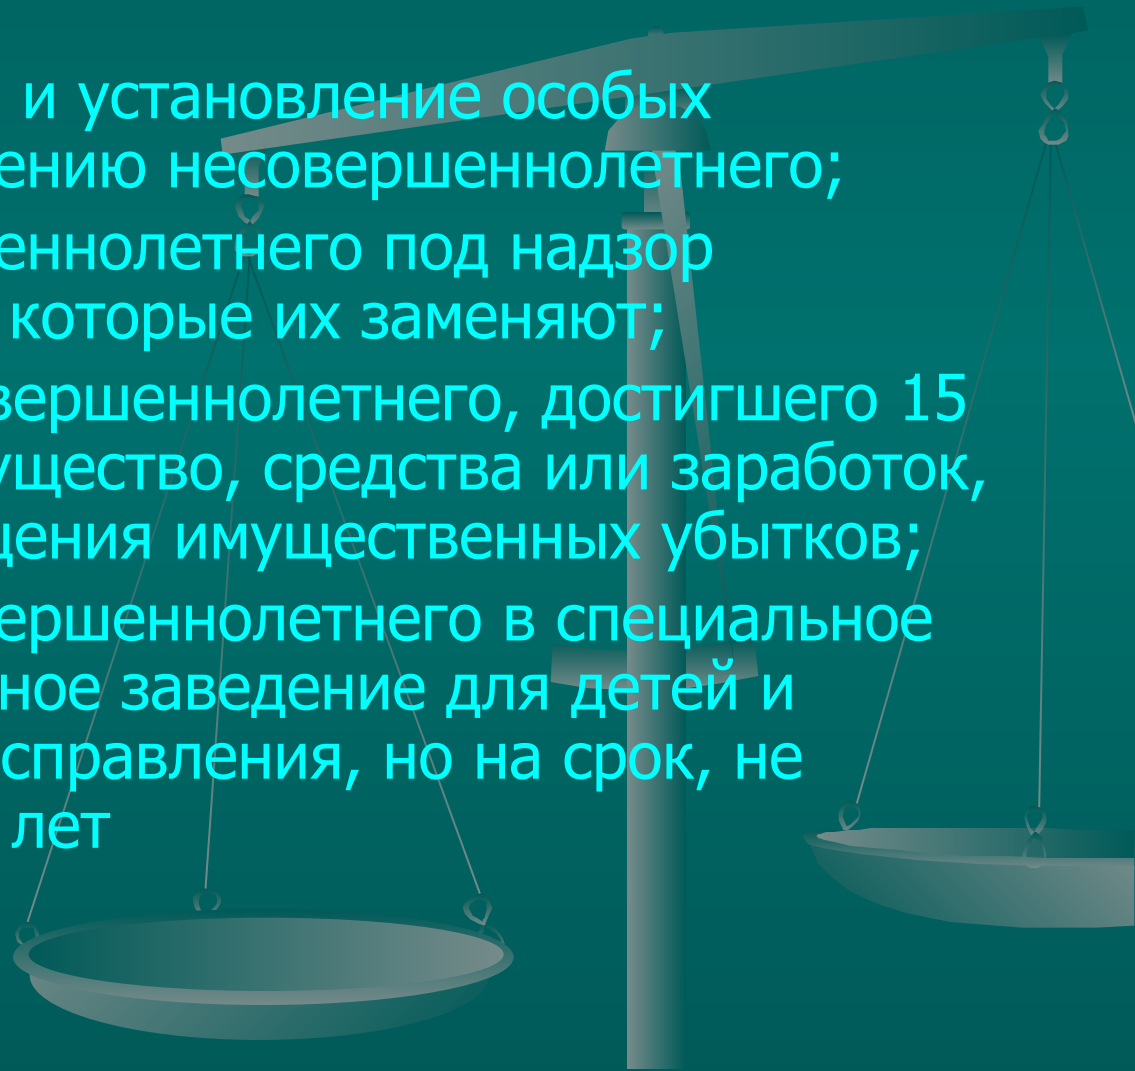 и установление особых
ению несовершеннолетнего;
еннолетнего под надзор
которые их заменяют;
вершеннолетнего, достигшего 15
ущество, средства или заработок,
щения имущественных убытков;
ершеннолетнего в специальное
ное заведение для детей и
справления, но на срок, не
лет